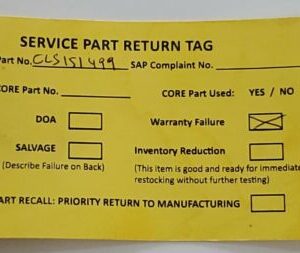 SERVICE PART RETURN TAG
Part No. CLS151499 SAP Complaint No.
CORE Part No. CORE Part Used: YES / NO
DOA Warranty Failure
SALVAGE Inventory Reduction
(Describe Failure on Back) (This item is good and ready for immediate
restocking without further testing)
ART RECALL: PRIORITY RETURN TO MANUFACTURING